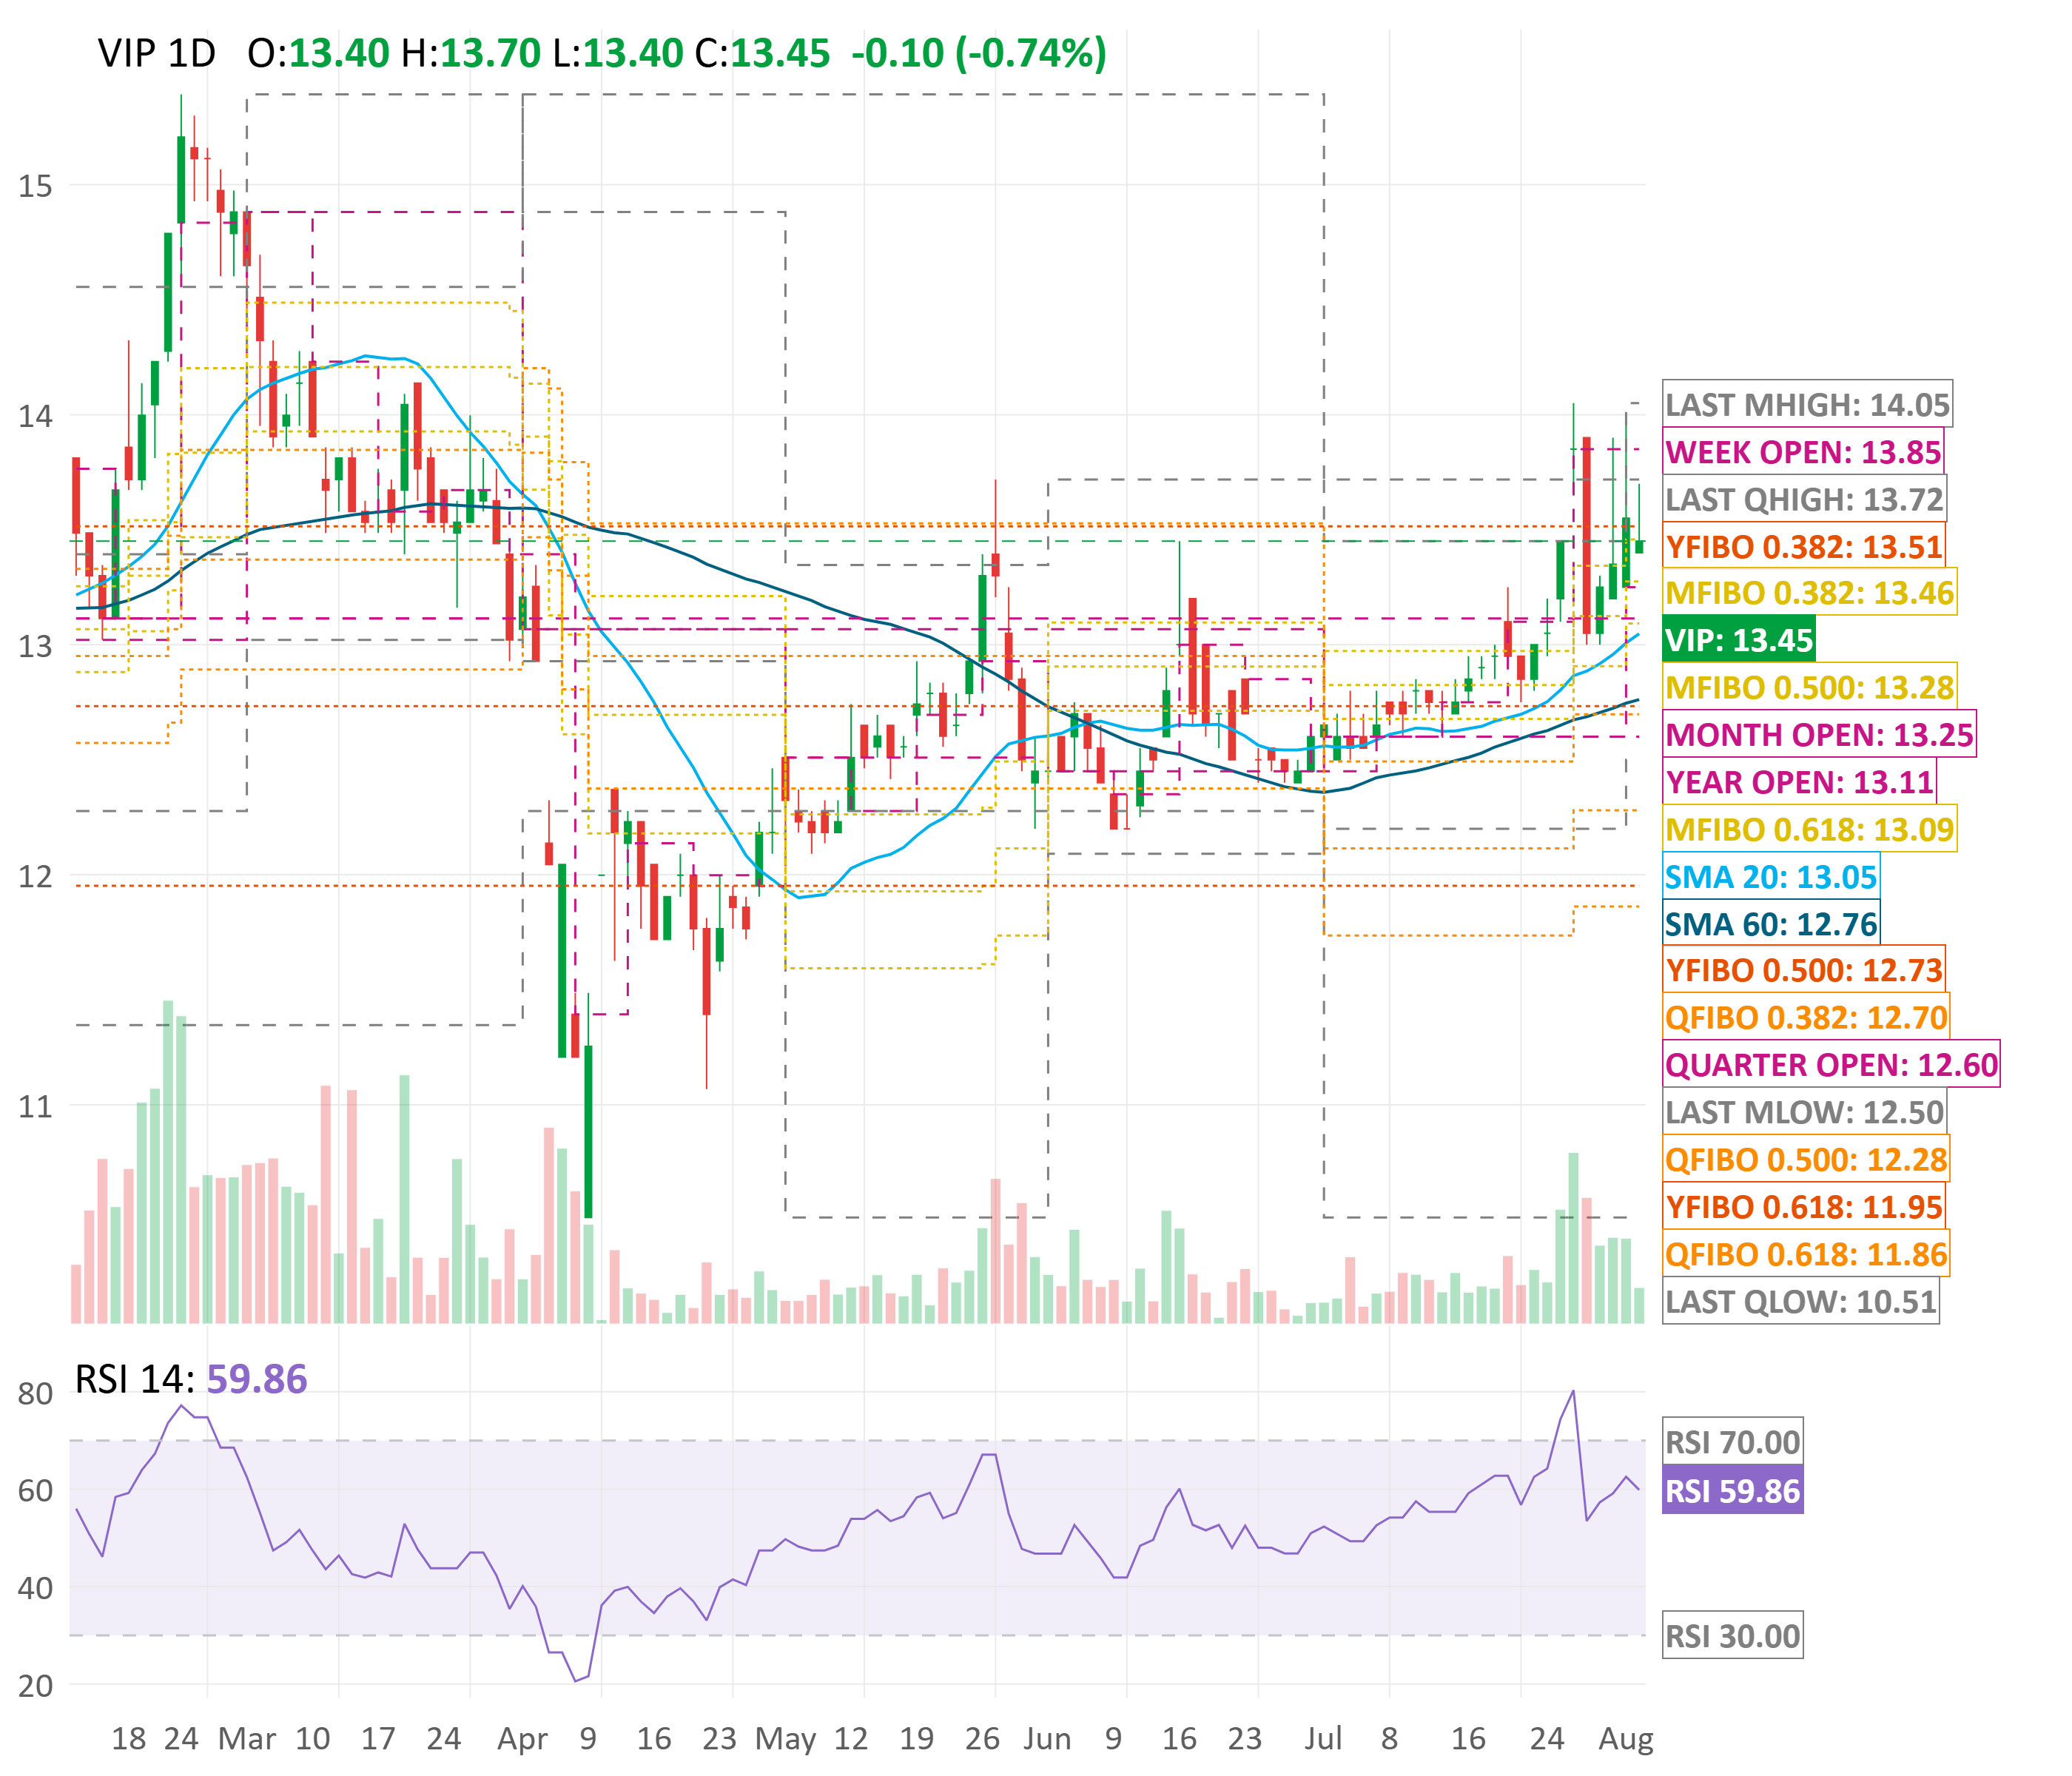 VIP 1D O:13.40 H:13.70 L:13.40 C:13.45 -0.10 (-0.74%)
15
14
13
12
11
LAST MHIGH: 14.05
WEEK OPEN: 13.85
LAST QHIGH: 13.72
YFIBO 0.382: 13.51
MFIBO 0.382: 13.46
VIP: 13.45
MFIBO 0.500: 13.28
MONTH OPEN: 13.25
YEAR OPEN: 13.11
MFIBO 0.618: 13.09
SMA 20: 13.05
SMA 60: 12.76
YFIBO 0.500: 12.73
QFIBO 0.382: 12.70
QUARTER OPEN: 12.60
LAST MLOW: 12.50
QFIBO 0.500: 12.28
YFIBO 0.618: 11.95
QFIBO 0.618: 11.86
LAST QLOW: 10.51
RSI 14: 59.86
80
60
40
20
RSI 70.00
RSI 59.86
RSI 30.00
18 24 Mar 10 17 24 Apr 9 16 23 May 12 19 26 Jun 9 16 23 Jul 8 16 24 Aug